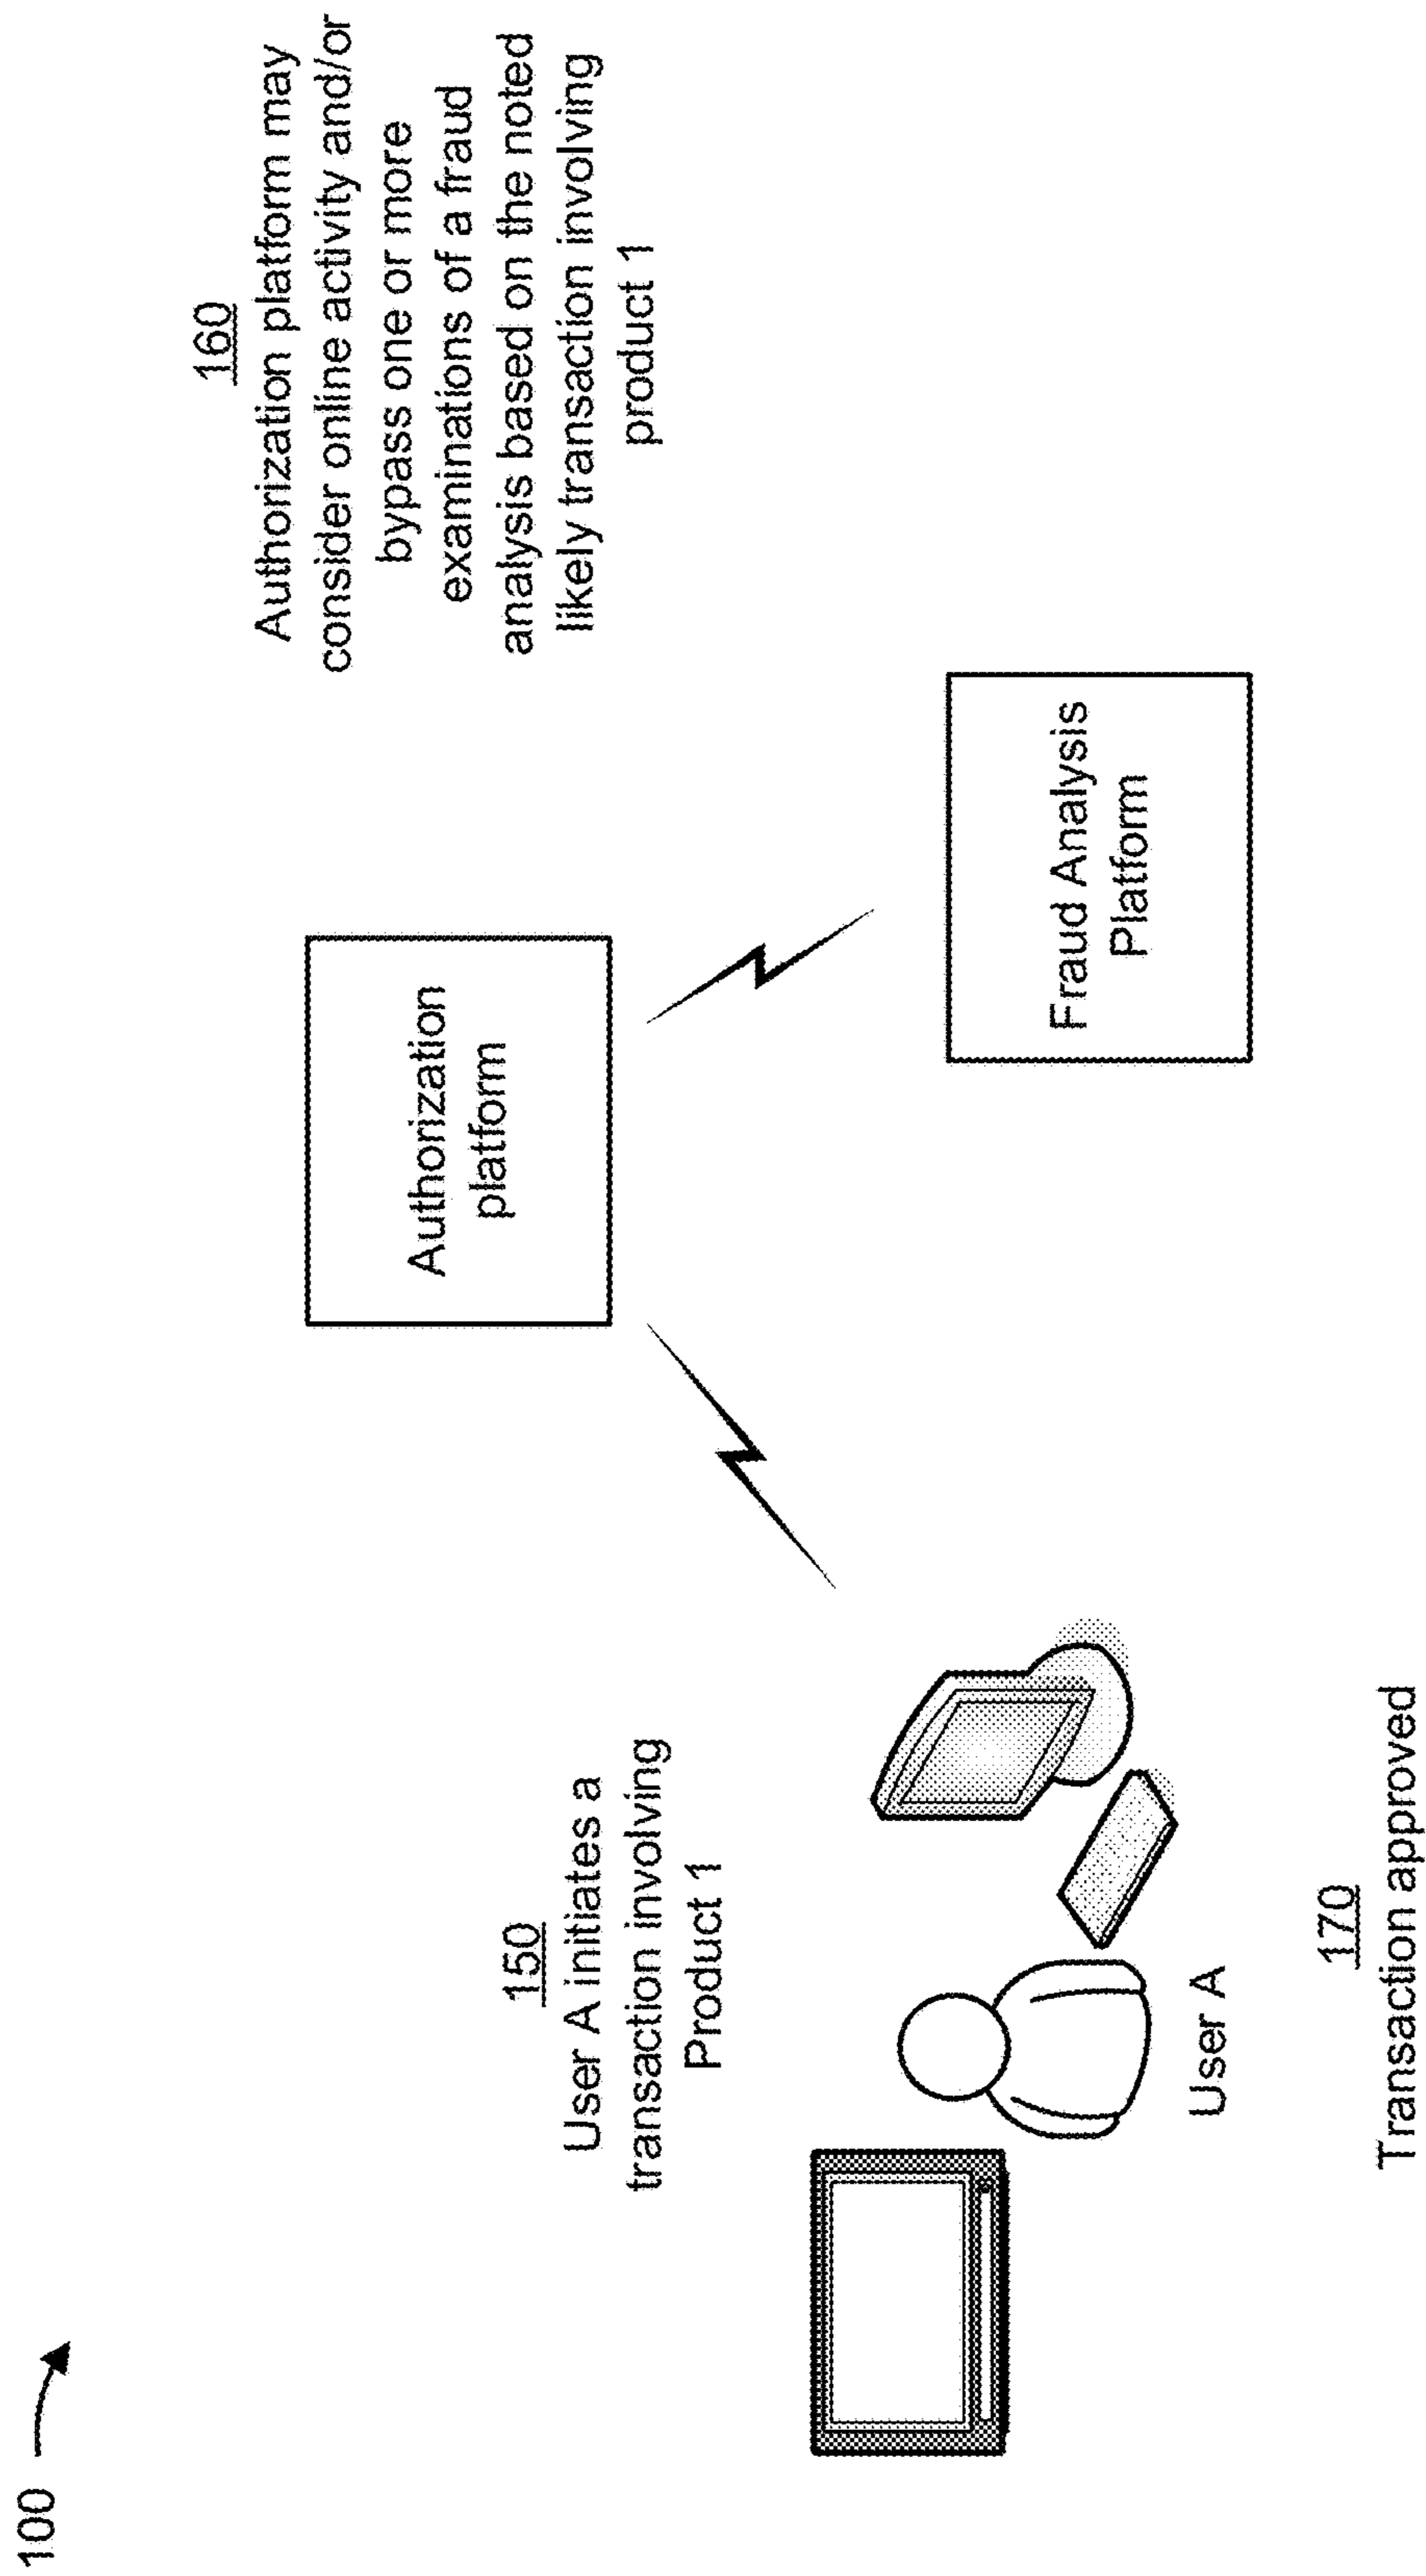 100
150
User A initiates a
transaction involving
Product 1
User A
170
Transaction approved
Authorization
platform
Fraud Analysis
Platform
160
Authorization platform may
consider online activity and/or
bypass one or more
examinations of a fraud
analysis based on the noted
likely transaction involving
product 1